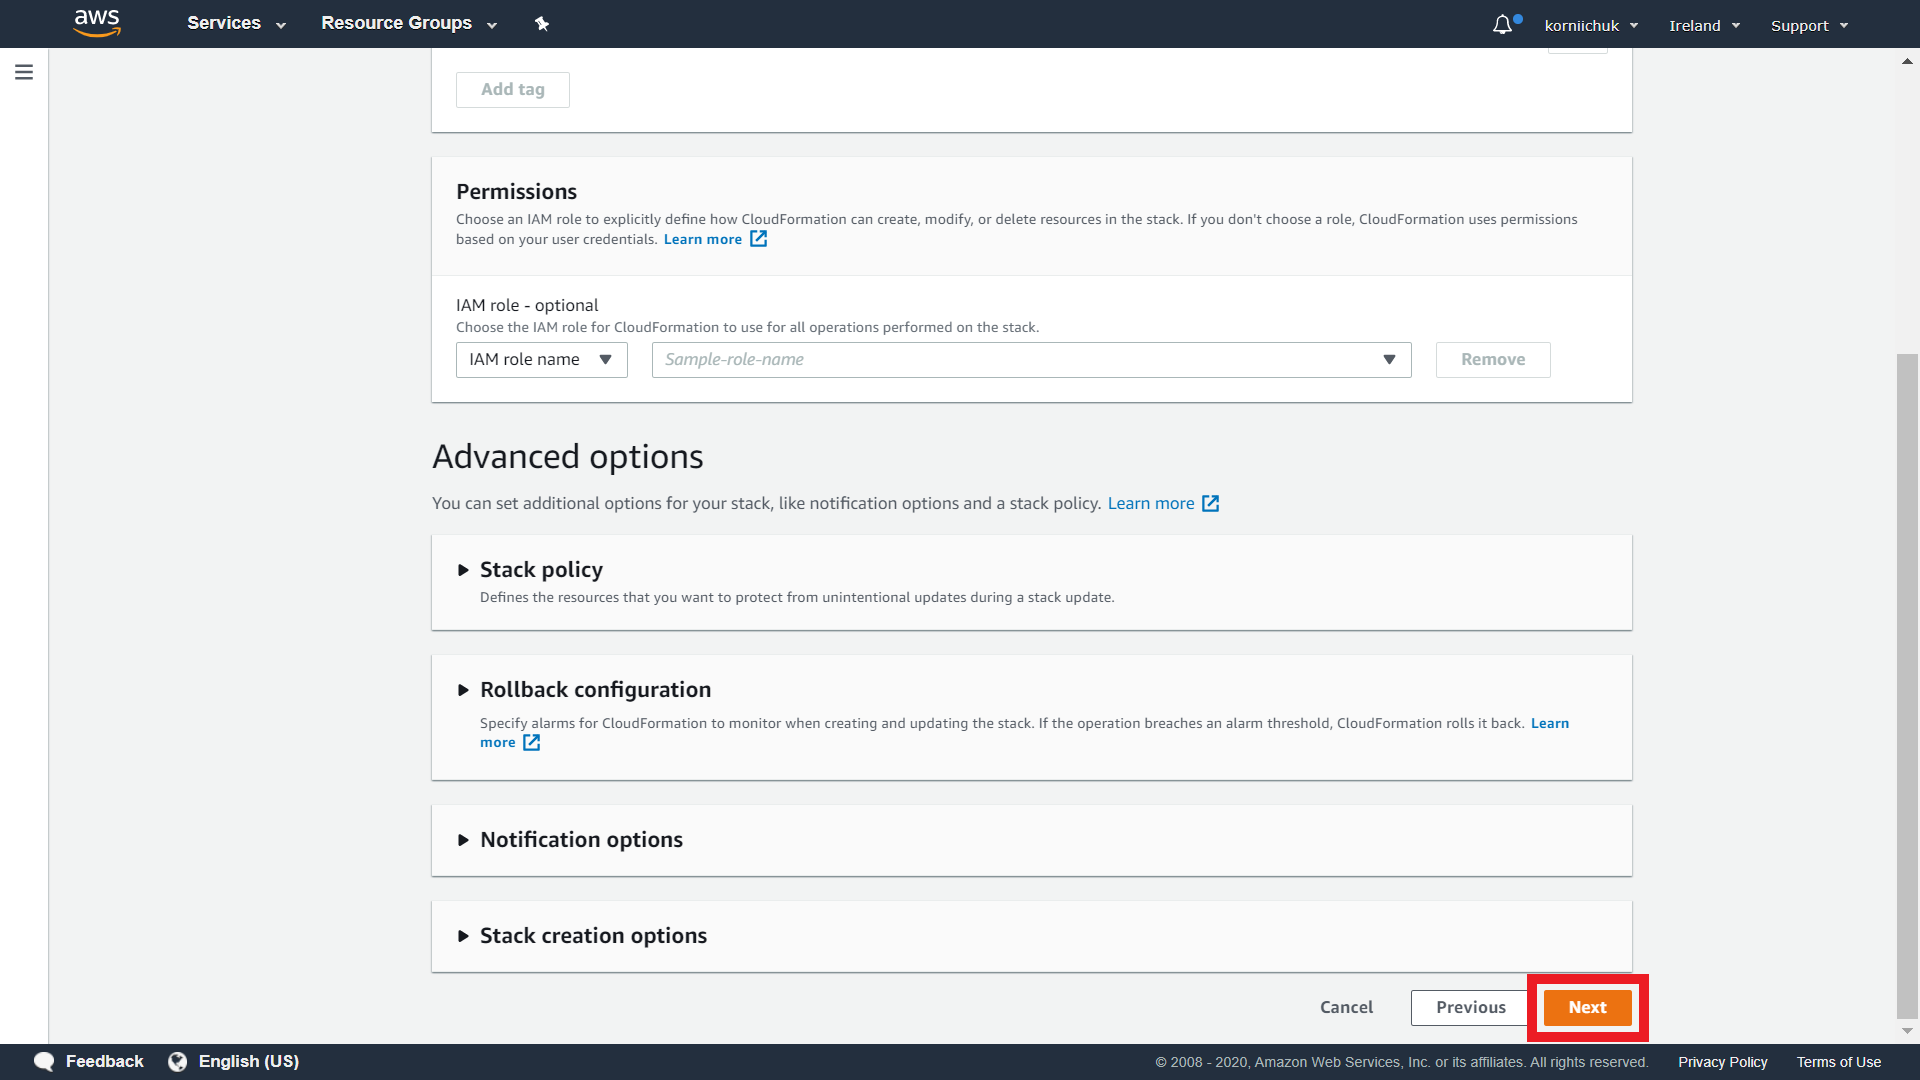 aws
Services
Resource Groups
korniichuk
Ireland
Support
Add tag
Permissions
Choose an IAM role to explicitly define how CloudFormation can create, modify, or delete resources in the stack. If you don't choose a role, CloudFormation uses permissions
based on your user credentials. Learn more
IAM role - optional
Choose the IAM role for CloudFormation to use for all operations performed on the stack.
IAM role name
Sample-role-name
Remove
Advanced options
You can set additional options for your stack, like notification options and a stack policy. Learn more
Stack policy
Defines the resources that you want to protect from unintentional updates during a stack update.
Rollback configuration
Specify alarms for CloudFormation to monitor when creating and updating the stack. If the operation breaches an alarm threshold, CloudFormation rolls it back. Learn
more
Notification options
Stack creation options
Cancel
Previous
Next
Feedback
English (US)
© 2008 - 2020, Amazon Web Services, Inc. or its affiliates. All rights reserved.
Privacy Policy
Terms of Use